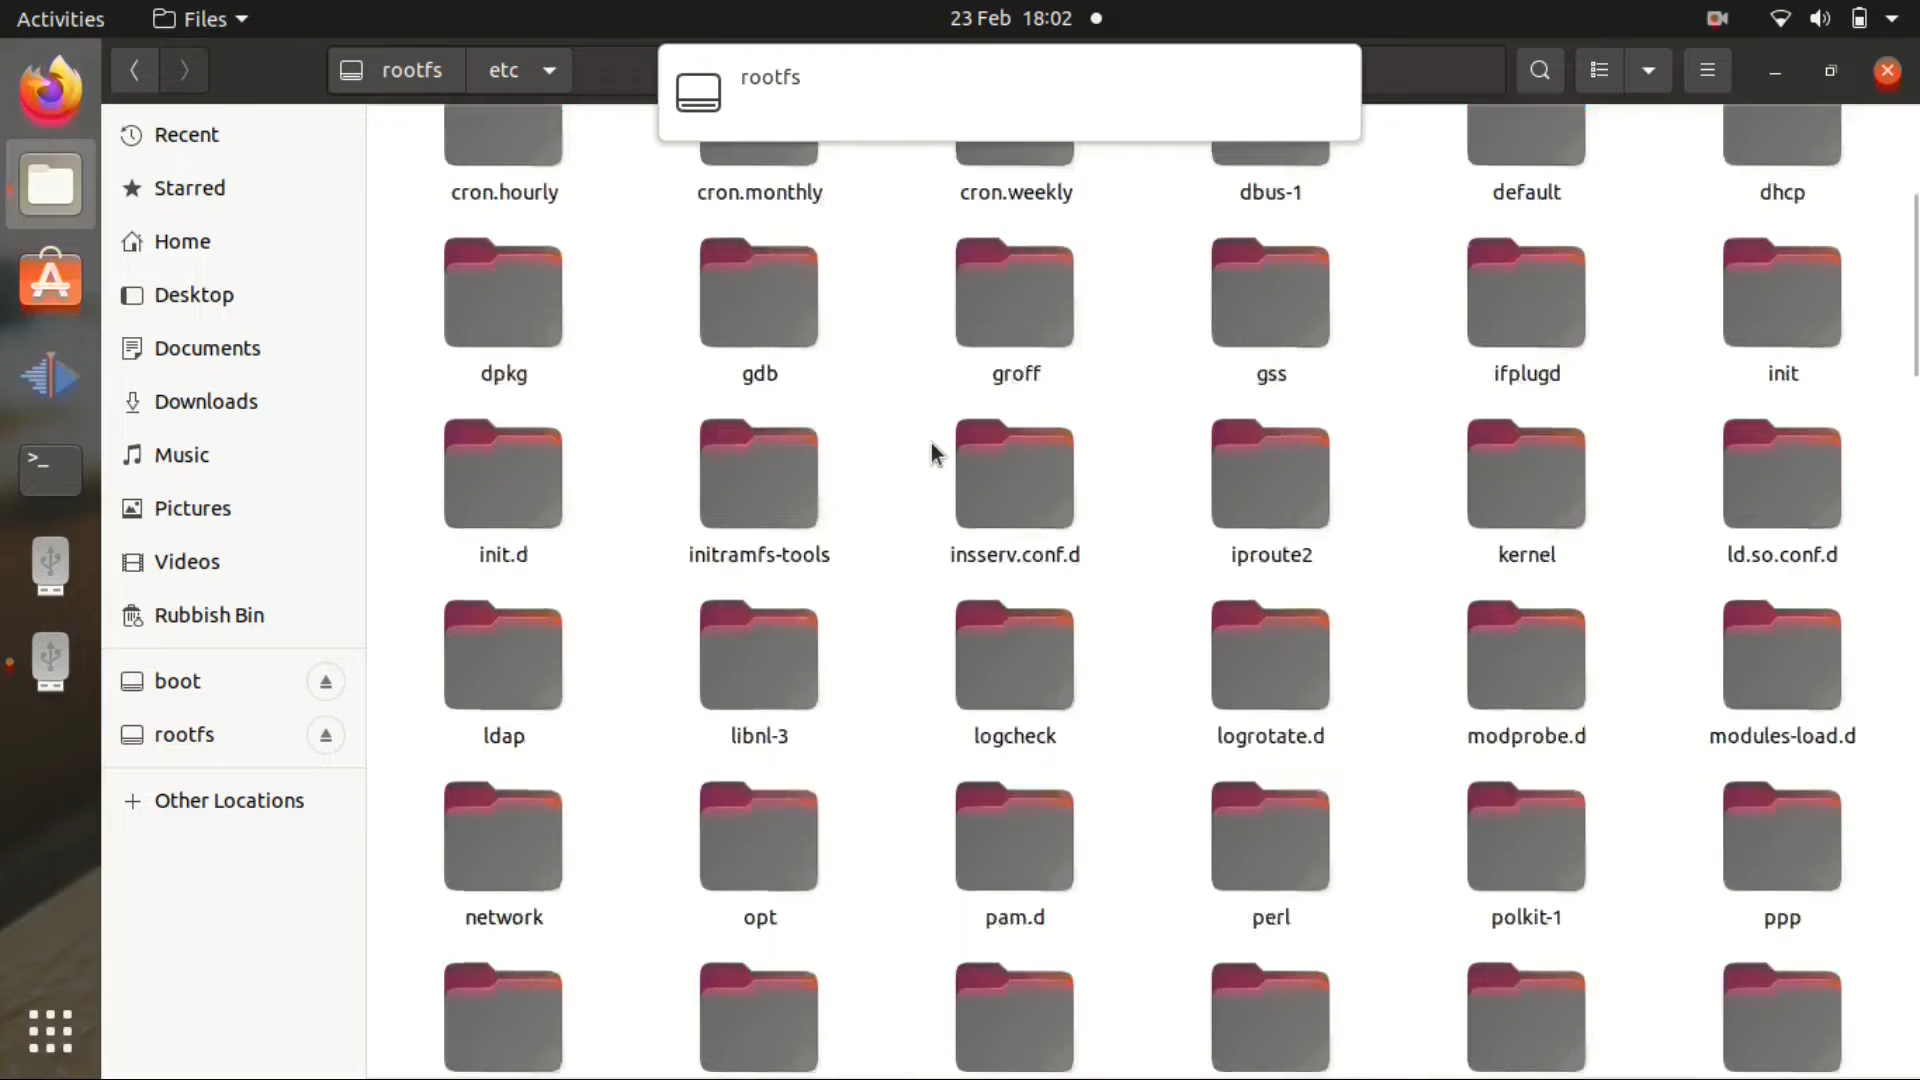 Activities Files 23 Feb 18:02
rootfs etc
rootfs
Recent
Starred
Home
Desktop
Documents
Downloads
Music
Pictures
Videos
Rubbish Bin
boot
rootfs
Other Locations
cron.hourly cron.monthly cron.weekly dbus-1 default dhcp
dpkg gdb groff gss ifplugd init
init.d initramfs-tools insserv.conf.d iproute2 kernel ld.so.conf.d
ldap libnl-3 logcheck logrotate.d modprobe.d modules-load.d
network opt pam.d perl polkit-1 ppp